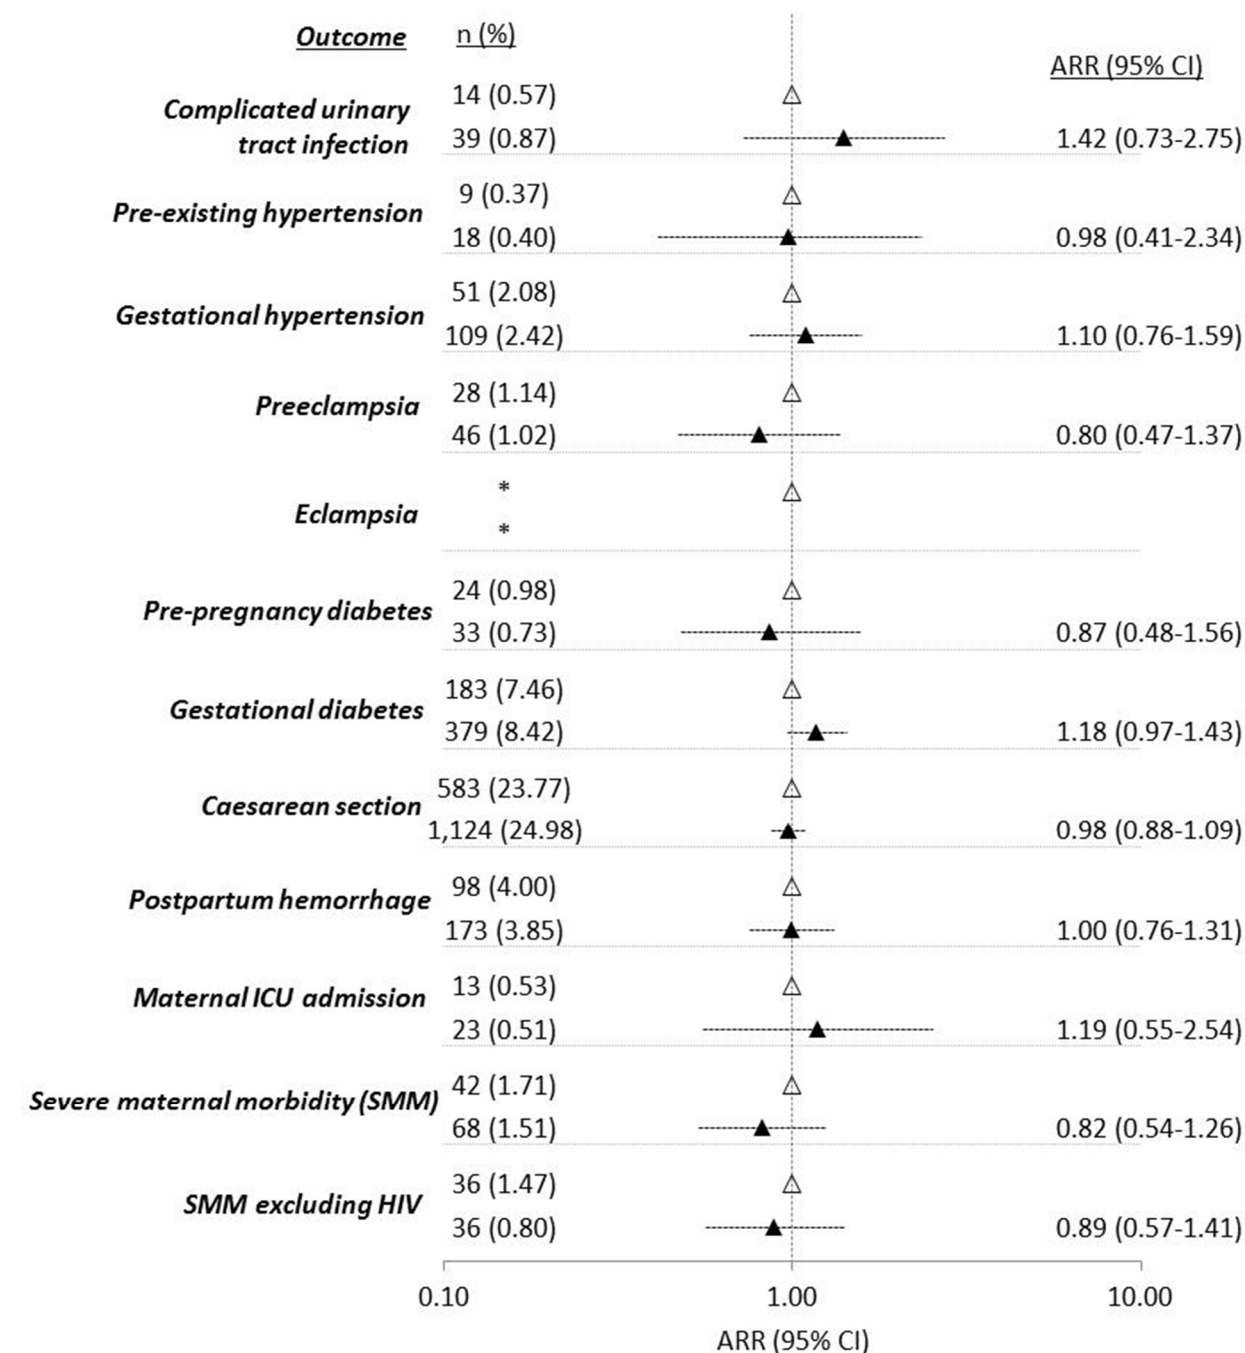 Outcome n (%) ARR (95% CI)
Complicated urinary tract infection
14 (0.57)
39 (0.87) 1.42 (0.73-2.75)
Pre-existing hypertension
9 (0.37)
18 (0.40) 0.98 (0.41-2.34)
Gestational hypertension
51 (2.08)
109 (2.42) 1.10 (0.76-1.59)
Preeclampsia
28 (1.14)
46 (1.02) 0.80 (0.47-1.37)
Eclampsia
*
*
Pre-pregnancy diabetes
24 (0.98)
33 (0.73) 0.87 (0.48-1.56)
Gestational diabetes
183 (7.46)
379 (8.42) 1.18 (0.97-1.43)
Caesarean section
583 (23.77)
1,124 (24.98) 0.98 (0.88-1.09)
Postpartum hemorrhage
98 (4.00)
173 (3.85) 1.00 (0.76-1.31)
Maternal ICU admission
13 (0.53)
23 (0.51) 1.19 (0.55-2.54)
Severe maternal morbidity (SMM)
42 (1.71)
68 (1.51) 0.82 (0.54-1.26)
SMM excluding HIV
36 (1.47)
36 (0.80) 0.89 (0.57-1.41)
0.10 1.00 10.00
ARR (95% CI)